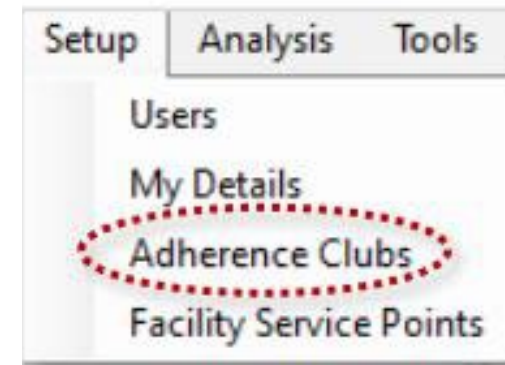 Setup Analysis Tools
Users
My Details
Adherence Clubs
Facility Service Points